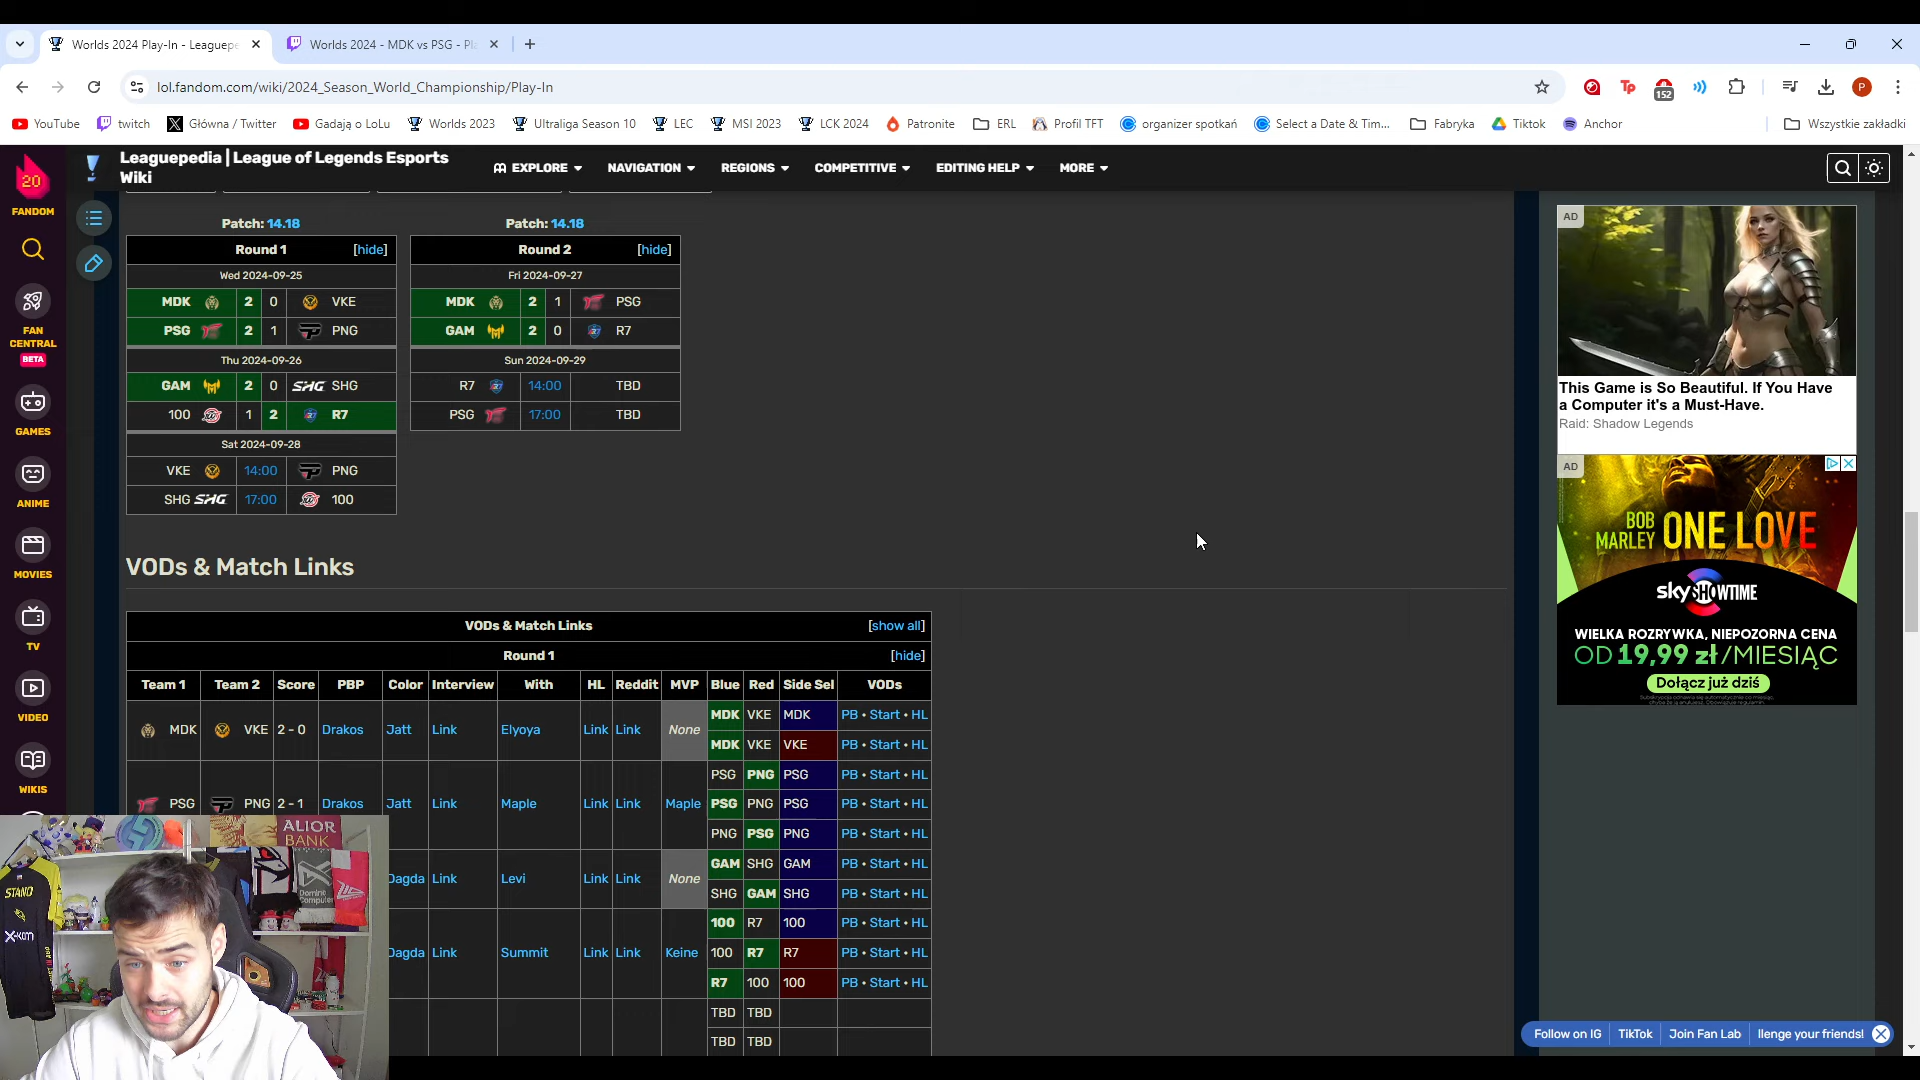 Worlds 2024 Play-In - Leaguepe
Worlds 2024 - MDK vs PSG - Pl
lol.fandom.com/wiki/2024_Season_World_Championship/Play-In
Tp
152
P
YouTube
twitch
Główna / Twitter
Gadają o LoLu
Worlds 2023
Ultraliga Season 10
LEC
MSI 2023
LCK 2024
Patronite
ERL
Profil TFT
organizer spotkań
Select a Date & Tim...
Fabryka
Tiktok
Anchor
Wszystkie zakładki
20
FANDOM
Leaguepedia | League of Legends Esports
Wiki
EXPLORE
NAVIGATION
REGIONS
COMPETITIVE
EDITING HELP
MORE
FAN
CENTRAL
BETA
GAMES
ANIME
MOVIES
TV
VIDEO
WIKIS
Patch: 14.18
Round 1 [hide]
Wed 2024-09-25
MDK 2 0 VKE
PSG 2 1 PNG
Thu 2024-09-26
GAM 2 0 SHG SHG
100 1 2 R7
Sat 2024-09-28
VKE 14:00 PNG
SHG SHG 17:00 100
Patch: 14.18
Round 2 [hide]
Fri 2024-09-27
MDK 2 1 PSG
GAM 2 0 R7
Sun 2024-09-29
R7 14:00 TBD
PSG 17:00 TBD
VODs & Match Links
VODs & Match Links [show all]
Round 1 [hide]
Team 1 Team 2 Score PBP Color Interview With HL Reddit MVP Blue Red Side Sel VODs
MDK VKE 2 - 0 Drakos Jatt Link Elyoya Link Link None
MDK VKE MDK PB • Start • HL
MDK VKE VKE PB • Start • HL
PSG PNG 2 - 1 Drakos Jatt Link Maple Link Link Maple
PSG PNG PSG PB • Start • HL
PSG PNG PSG PB • Start • HL
PNG PSG PNG PB • Start • HL
Dagda Link Levi Link Link None
GAM SHG GAM PB • Start • HL
SHG GAM SHG PB • Start • HL
Dagda Link Summit Link Link Keine
100 R7 100 PB • Start • HL
100 R7 R7 PB • Start • HL
R7 100 100 PB • Start • HL
TBD TBD
TBD TBD
AD
This Game is So Beautiful. If You Have
a Computer it's a Must-Have.
Raid: Shadow Legends
AD
BOB
MARLEY ONE LOVE
sky SHOWTIME
WIELKA ROZRYWKA, NIEPOZORNA CENA
OD 19,99 zł/MIESIĄC
Dołącz już dziś
Follow on IG
TikTok
Join Fan Lab
llenge your friends!
ALIOR
BANK
STAND
x-kom
Domino
Computer